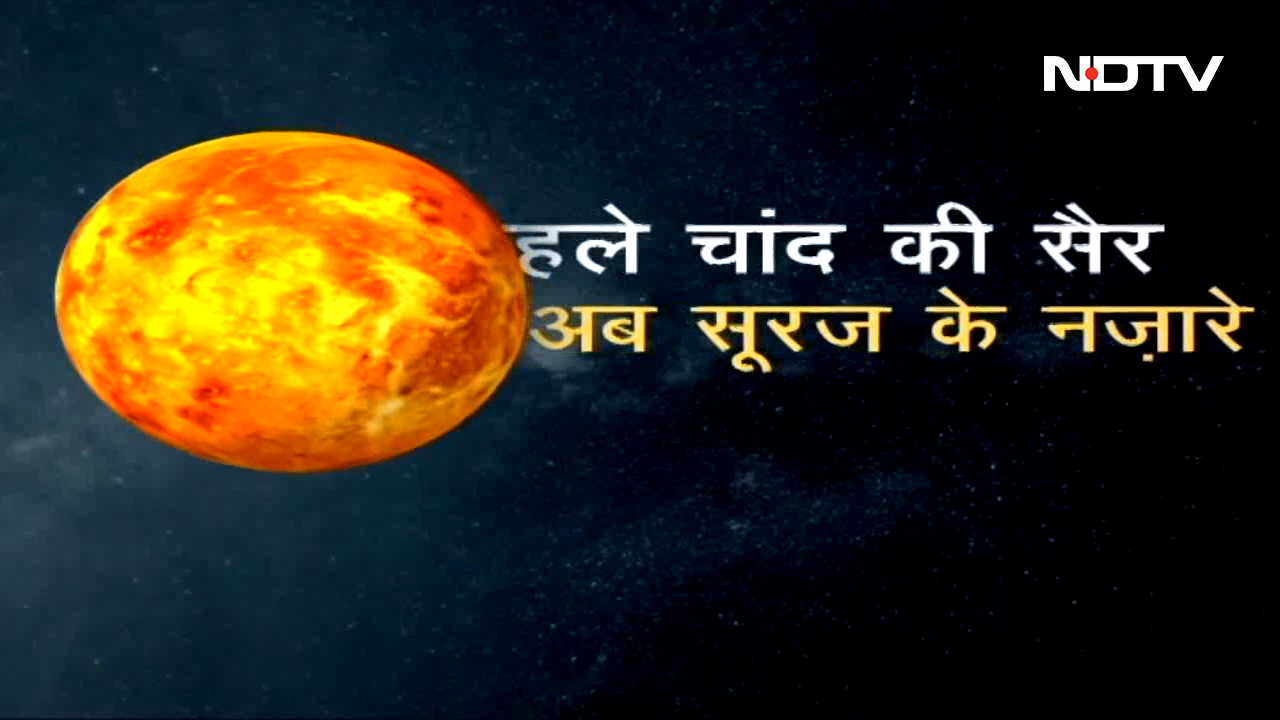 NDTV
हले चांद की सैर
अब सूरज के नज़ारे